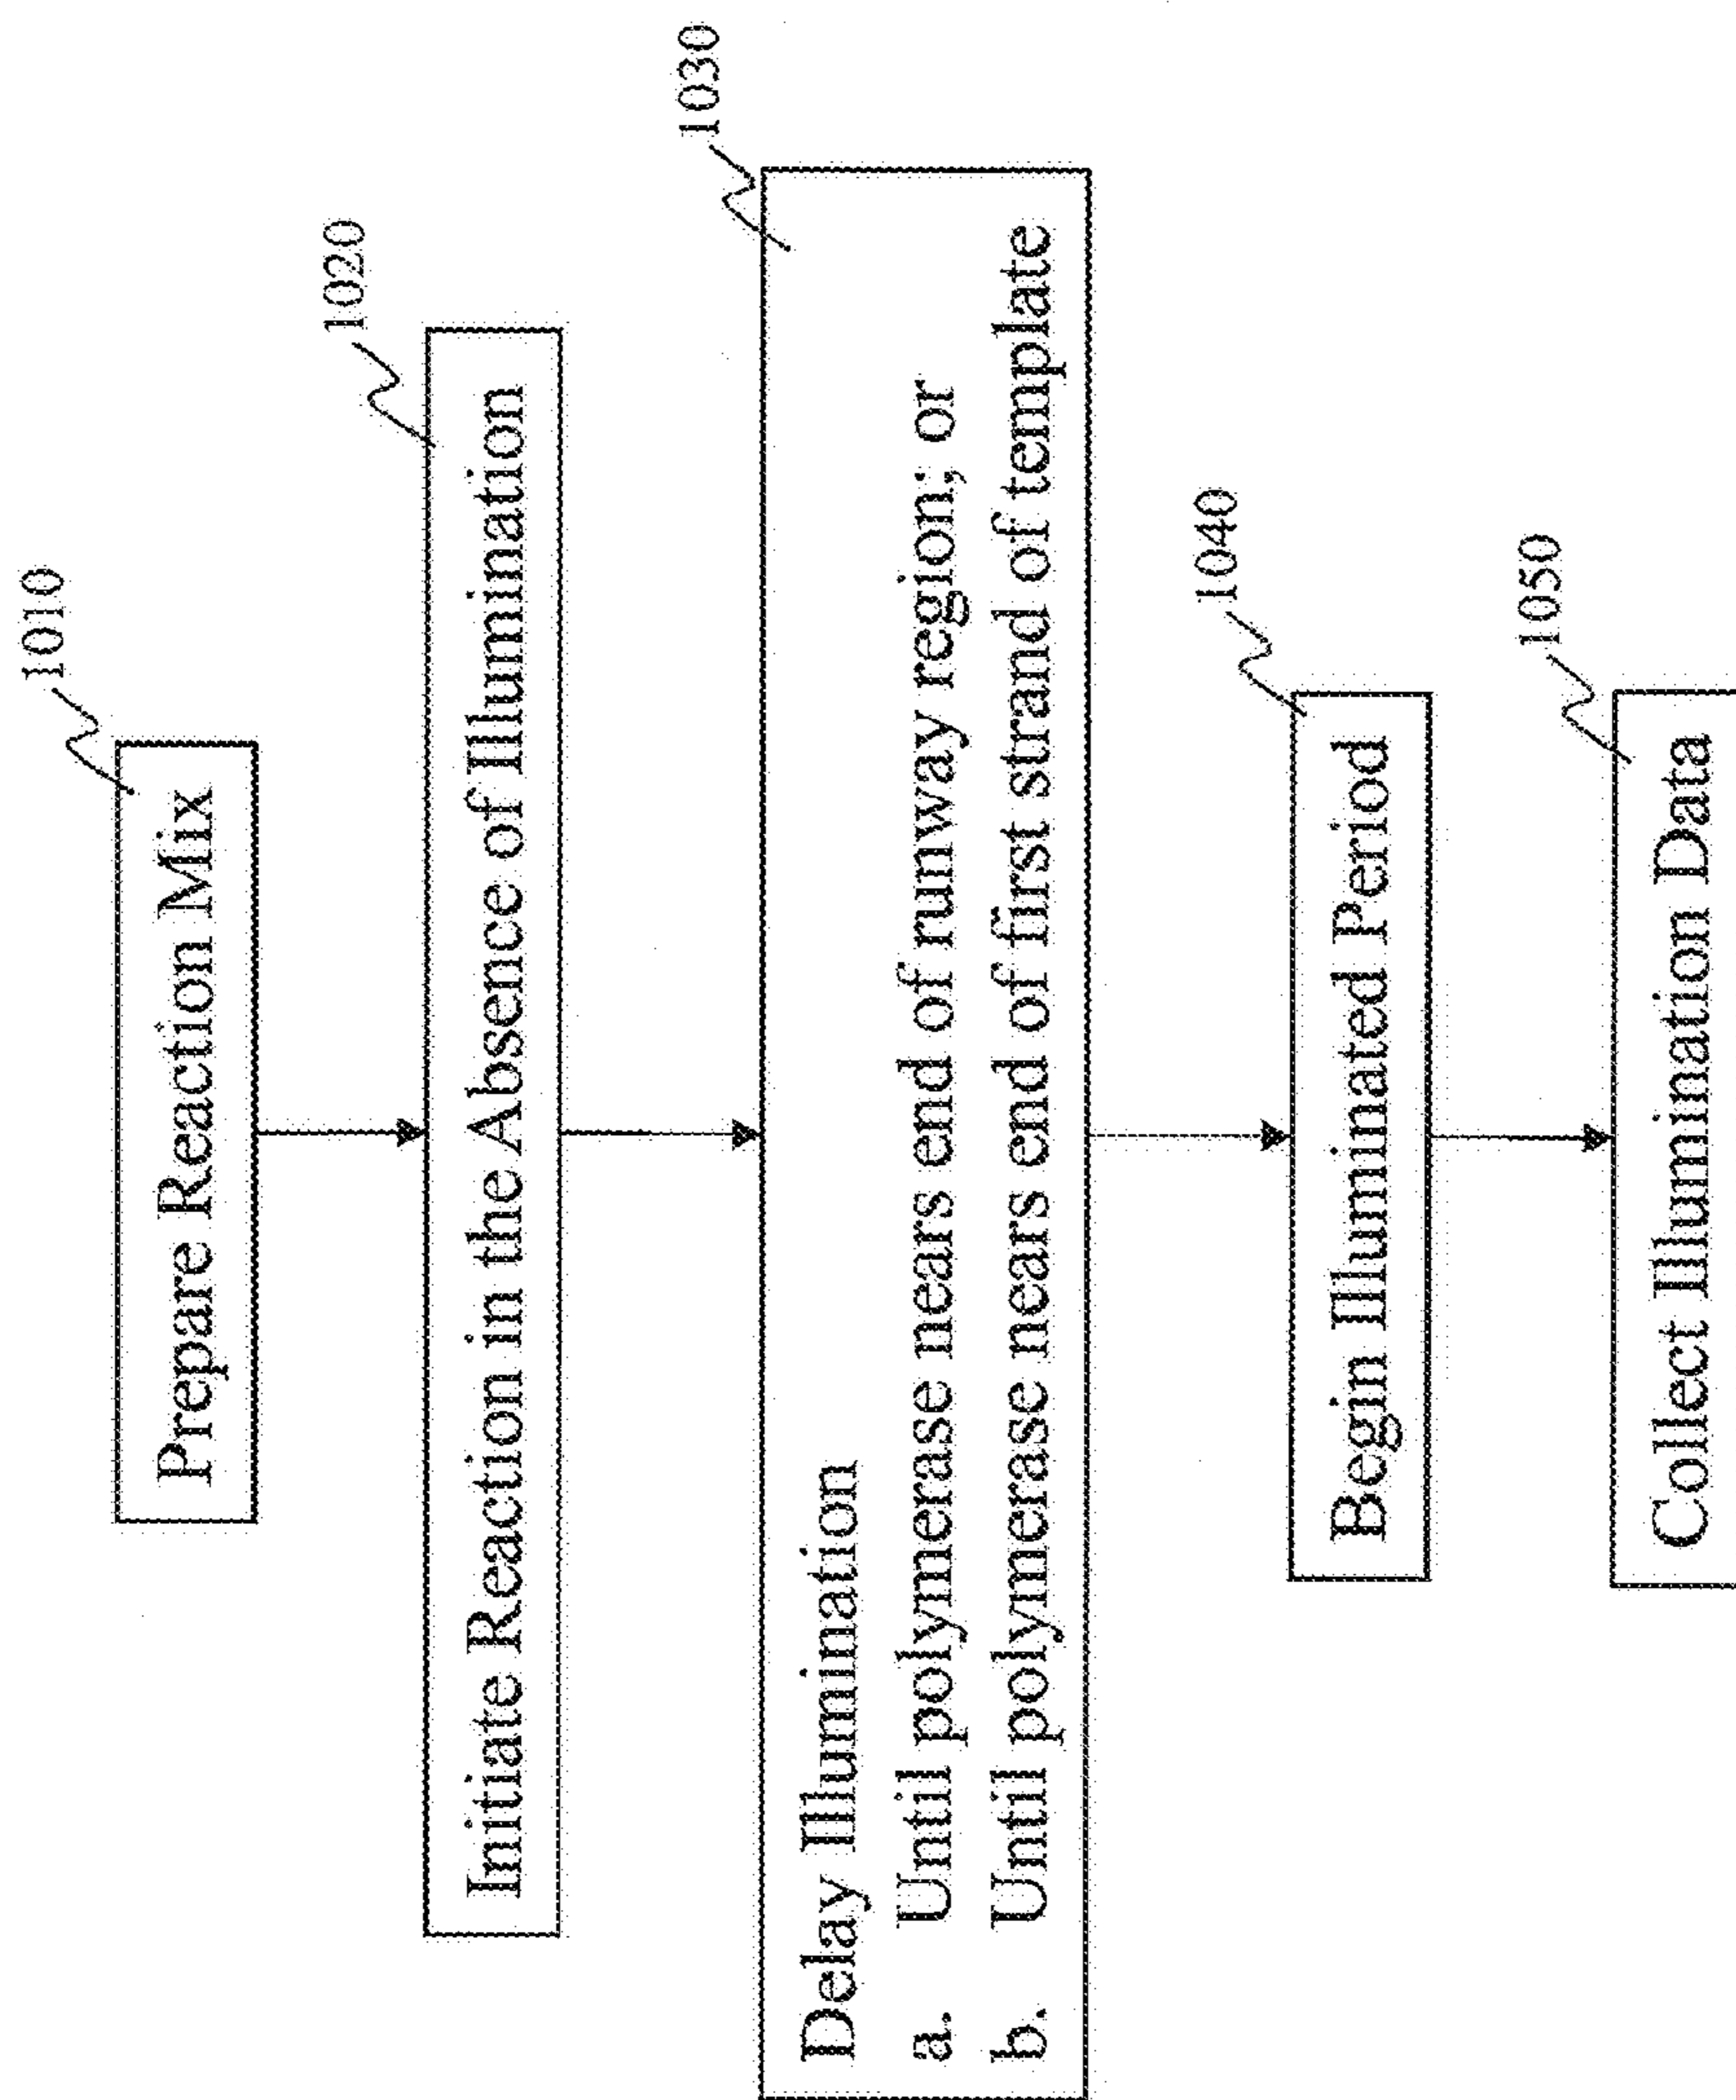 1010
Prepare Reaction Mix
1020
Initiate Reaction in the Absence of Illumination
1030
Delay Illumination
a. Until polymerase nears end of runway region; or
b. Until polymerase nears end of first strand of template
1040
Begin Illuminated Period
1050
Collect Illumination Data